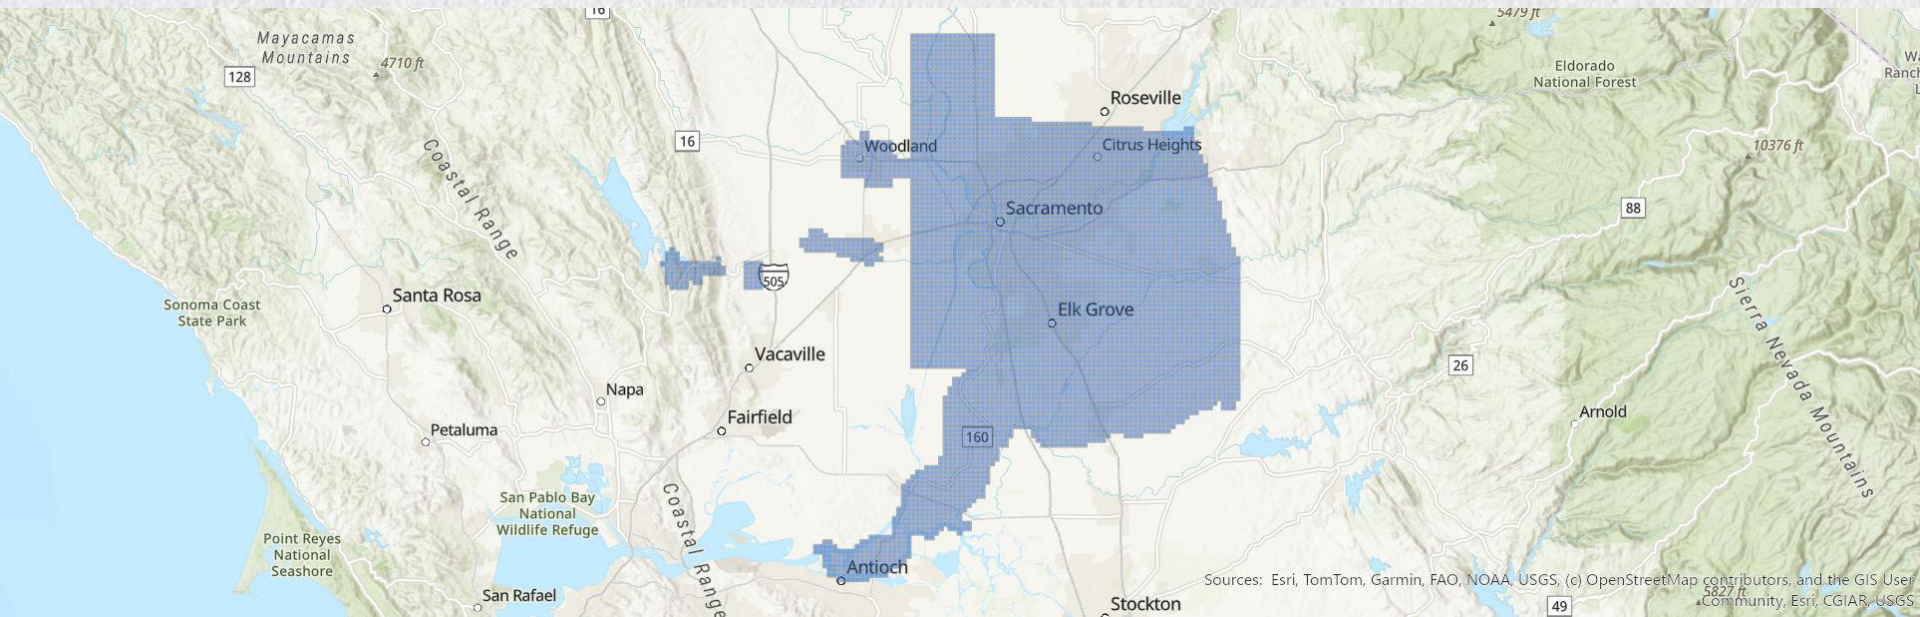 16
5479 ft
Mayacamas
Mountains
4710 ft
128
Eldorado
National Forest
Roseville
16
Woodland
Citrus Heights
10376 ft
Coastal Range
Sacramento
88
505
Santa Rosa
Sonoma Coast
State Park
Elk Grove
Sierra Nevada Mountains
Vacaville
26
Napa
Fairfield
Arnold
Petaluma
160
San Pablo Bay
National
Wildlife Refuge
Coastal Range
Point Reyes
National
Seashore
Antioch
San Rafael
Stockton
49
5827 ft
Sources: Esri, TomTom, Garmin, FAO, NOAA, USGS, (c) OpenStreetMap contributors, and the GIS User
Community, Esri, CGIAR, USGS